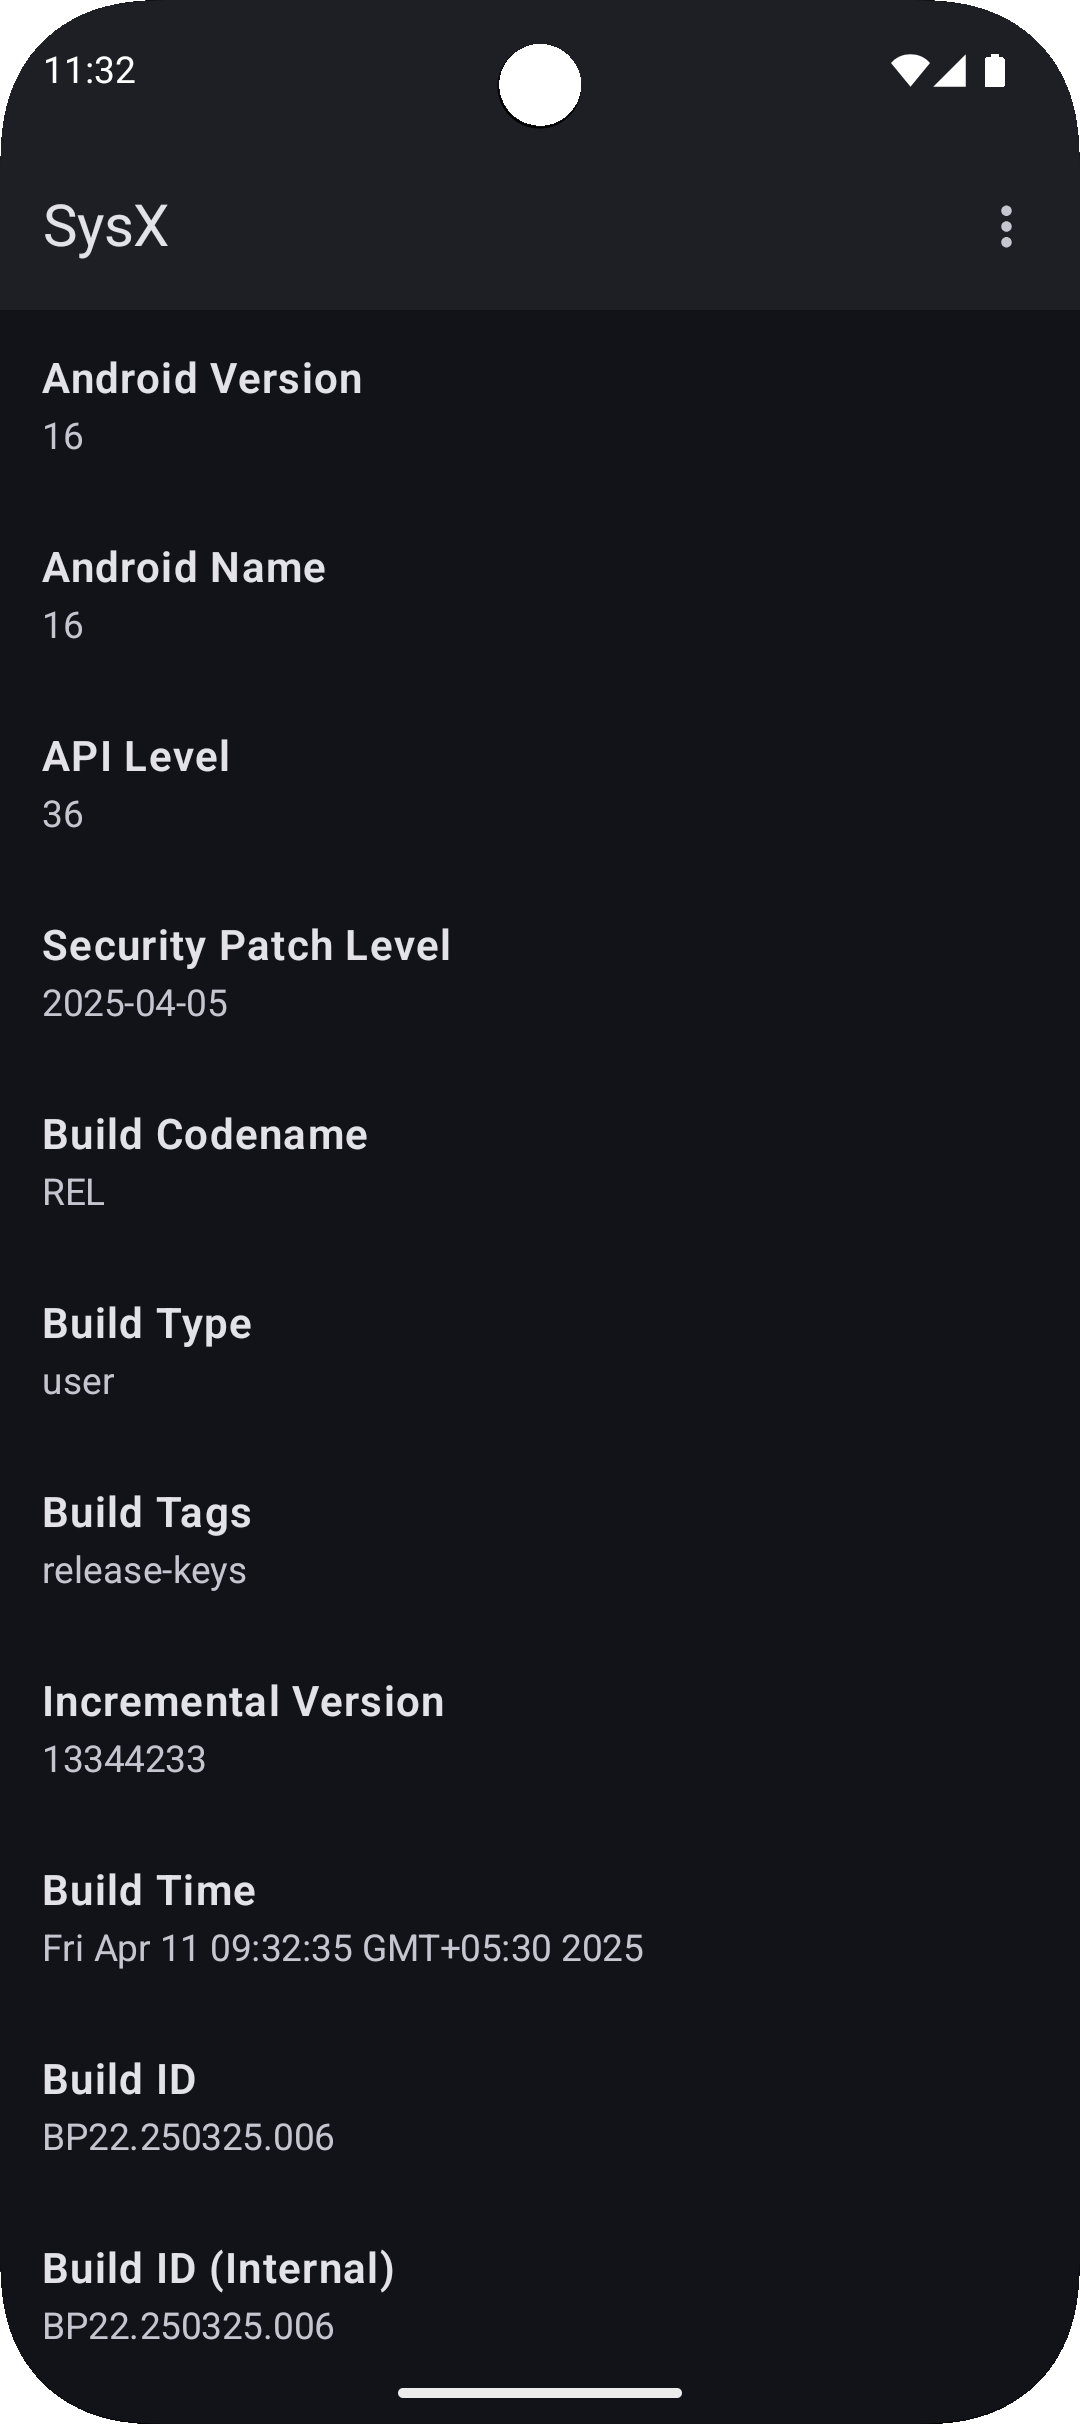 11:32
SysX
Android Version
16
Android Name
16
API Level
36
Security Patch Level
2025-04-05
Build Codename
REL
Build Type
user
Build Tags
release-keys
Incremental Version
13344233
Build Time
Fri Apr 11 09:32:35 GMT+05:30 2025
Build ID
BP22.250325.006
Build ID (Internal)
BP22.250325.006